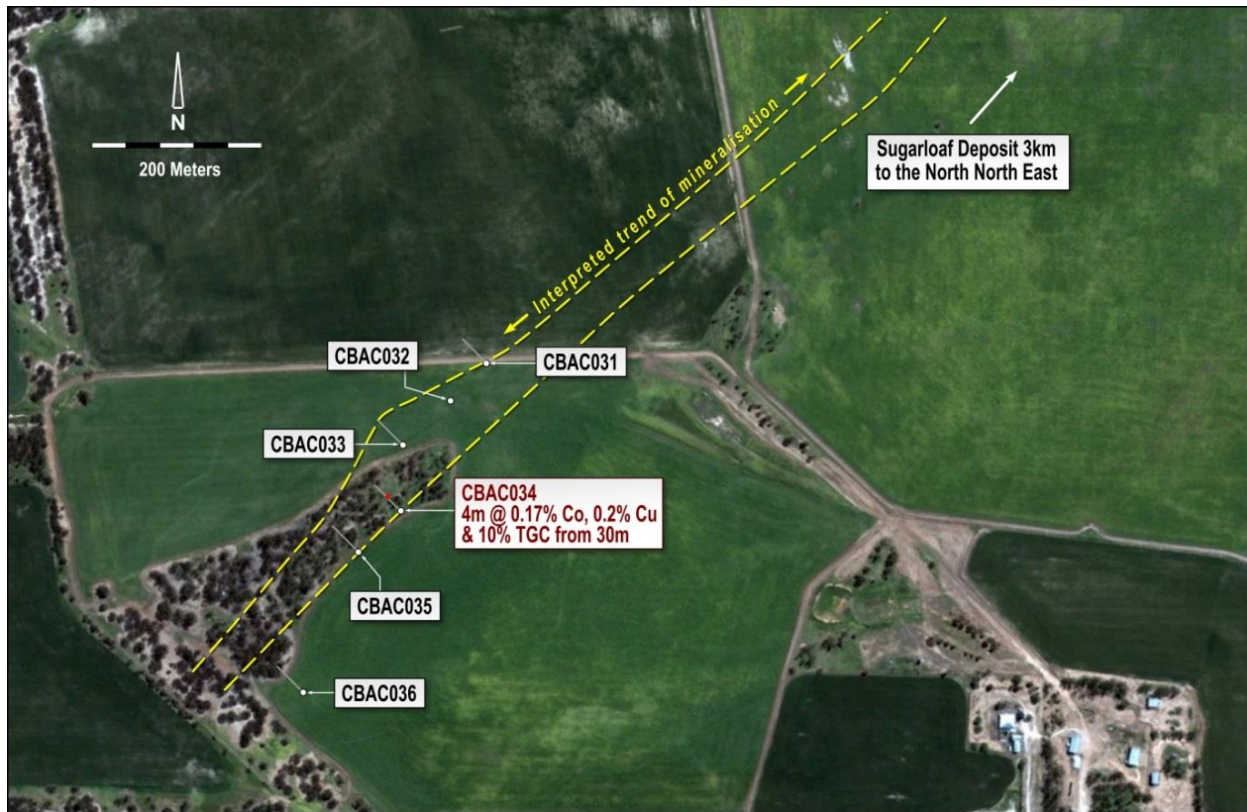 N
200 Meters
Interpreted trend of mineralisation
Sugarloaf Deposit 3km
to the North North East
CBAC032
CBAC031
CBAC033
CBAC034
4m @ 0.17% Co, 0.2% Cu
& 10% TGC from 30m
CBAC035
CBAC036